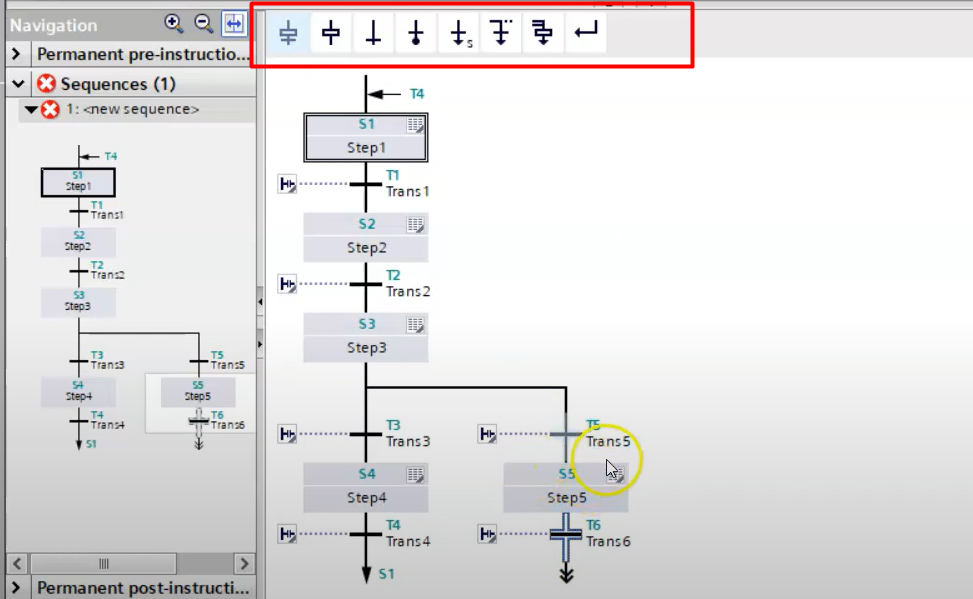 Navigation
Permanent pre-instructio...
Sequences (1)
1: <new sequence>
T4
S1
Step1
T1
Trans1
S2
Step2
T2
Trans2
S3
Step3
T3
Trans3
T5
Trans5
S4
Step4
S5
Step5
T4
Trans4
T6
Trans6
S1
Permanent post-instructi...
S
T4
S1
Step1
T1
Trans1
S2
Step2
T2
Trans2
S3
Step3
T3
Trans3
T5
Trans5
S4
Step4
S5
Step5
T4
Trans4
T6
Trans6
S1